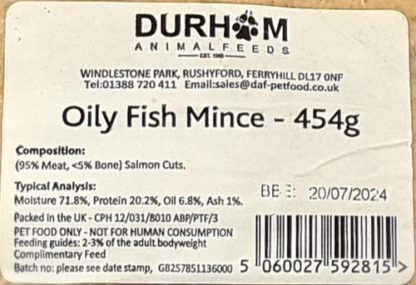 DURHAM
ANIMALFEEDS
EST. 1960
WINDLESTONE PARK, RUSHYFORD, FERRYHILL DL17 0NF
Tel:01388 720 411 Email:sales@daf-petfood.co.uk
Oily Fish Mince - 454g
Composition:
(95% Meat, <5% Bone) Salmon Cuts.
Typical Analysis:
Moisture 71.8%, Protein 20.2%, Oil 6.8%, Ash 1%.
BBE: 20/07/2024
Packed in the UK - CPH 12/031/8010 ABP/PTF/3
PET FOOD ONLY - NOT FOR HUMAN CONSUMPTION
Feeding guides: 2-3% of the adult bodyweight
Complimentary Feed
Batch no: please see date stamp, GB257851136000
5 060027 592815 >